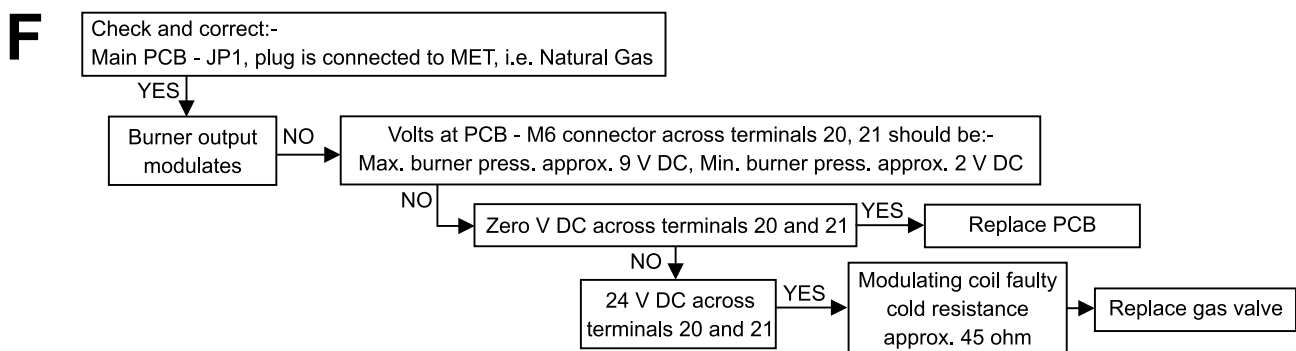 F
Check and correct:-
Main PCB - JP1, plug is connected to MET, i.e. Natural Gas
YES
Burner output
modulates
NO
Volts at PCB - M6 connector across terminals 20, 21 should be:-
Max. burner press. approx. 9 V DC, Min. burner press. approx. 2 V DC
NO
Zero V DC across terminals 20 and 21
YES
Replace PCB
NO
24 V DC across
terminals 20 and 21
YES
Modulating coil faulty
cold resistance
approx. 45 ohm
Replace gas valve